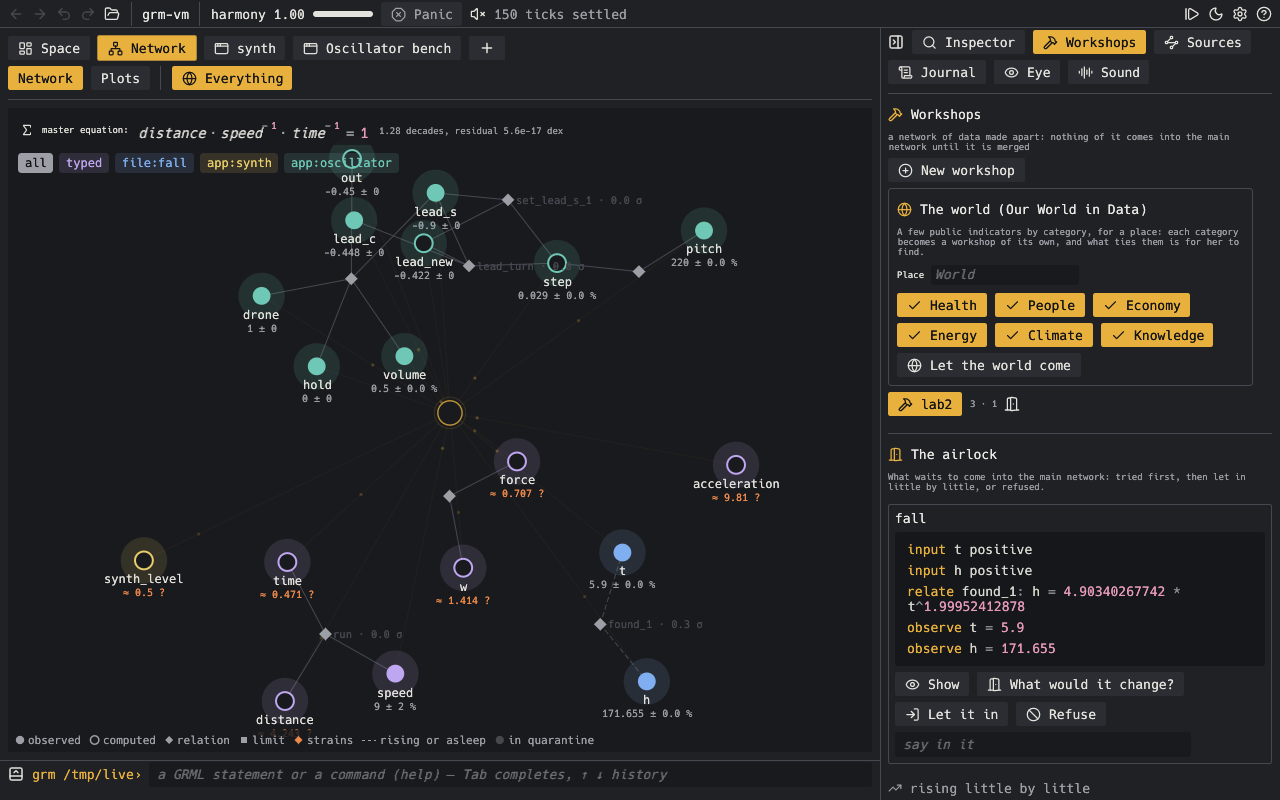 grm-vm harmony 1.00 Panic 150 ticks settled
Space Network synth Oscillator bench
Network Plots Everything
master equation: distance · speed⁻¹ · time⁻¹ = 1 1.28 decades, residual 5.6e-17 dex
all typed file:fall app:synth app:oscillator
out
-0.45 ± 0
lead_s
-0.9 ± 0
set_lead_s_1 · 0.0 σ
lead_c
-0.448 ± 0
lead_new
-0.422 ± 0
pitch
220 ± 0.0 %
step
0.029 ± 0.0 %
drone
1 ± 0
volume
0.5 ± 0.0 %
hold
0 ± 0
force
≈ 0.707 ?
acceleration
≈ 9.81 ?
synth_level
≈ 0.5 ?
time
≈ 0.471 ?
w
≈ 1.414 ?
t
5.9 ± 0.0 %
run · 0.0 σ
found_1 · 0.3 σ
speed
9 ± 2 %
h
171.655 ± 0.0 %
distance
observed computed relation limit strains rising or asleep in quarantine
grm /tmp/live› a GRML statement or a command (help) — Tab completes, ↑ ↓ history
Inspector Workshops Sources
Journal Eye Sound
Workshops
a network of data made apart: nothing of it comes into the main
network until it is merged
New workshop
The world (Our World in Data)
A few public indicators by category, for a place: each category
becomes a workshop of its own, and what ties them is for her to
find.
Place World
Health People Economy
Energy Climate Knowledge
Let the world come
lab2 3 · 1
The airlock
What waits to come into the main network: tried first, then let in
little by little, or refused.
fall
input t positive
input h positive
relate found_1: h = 4.90340267742 *
t^1.99952412878
observe t = 5.9
observe h = 171.655
Show What would it change?
Let it in Refuse
say in it
rising little by little